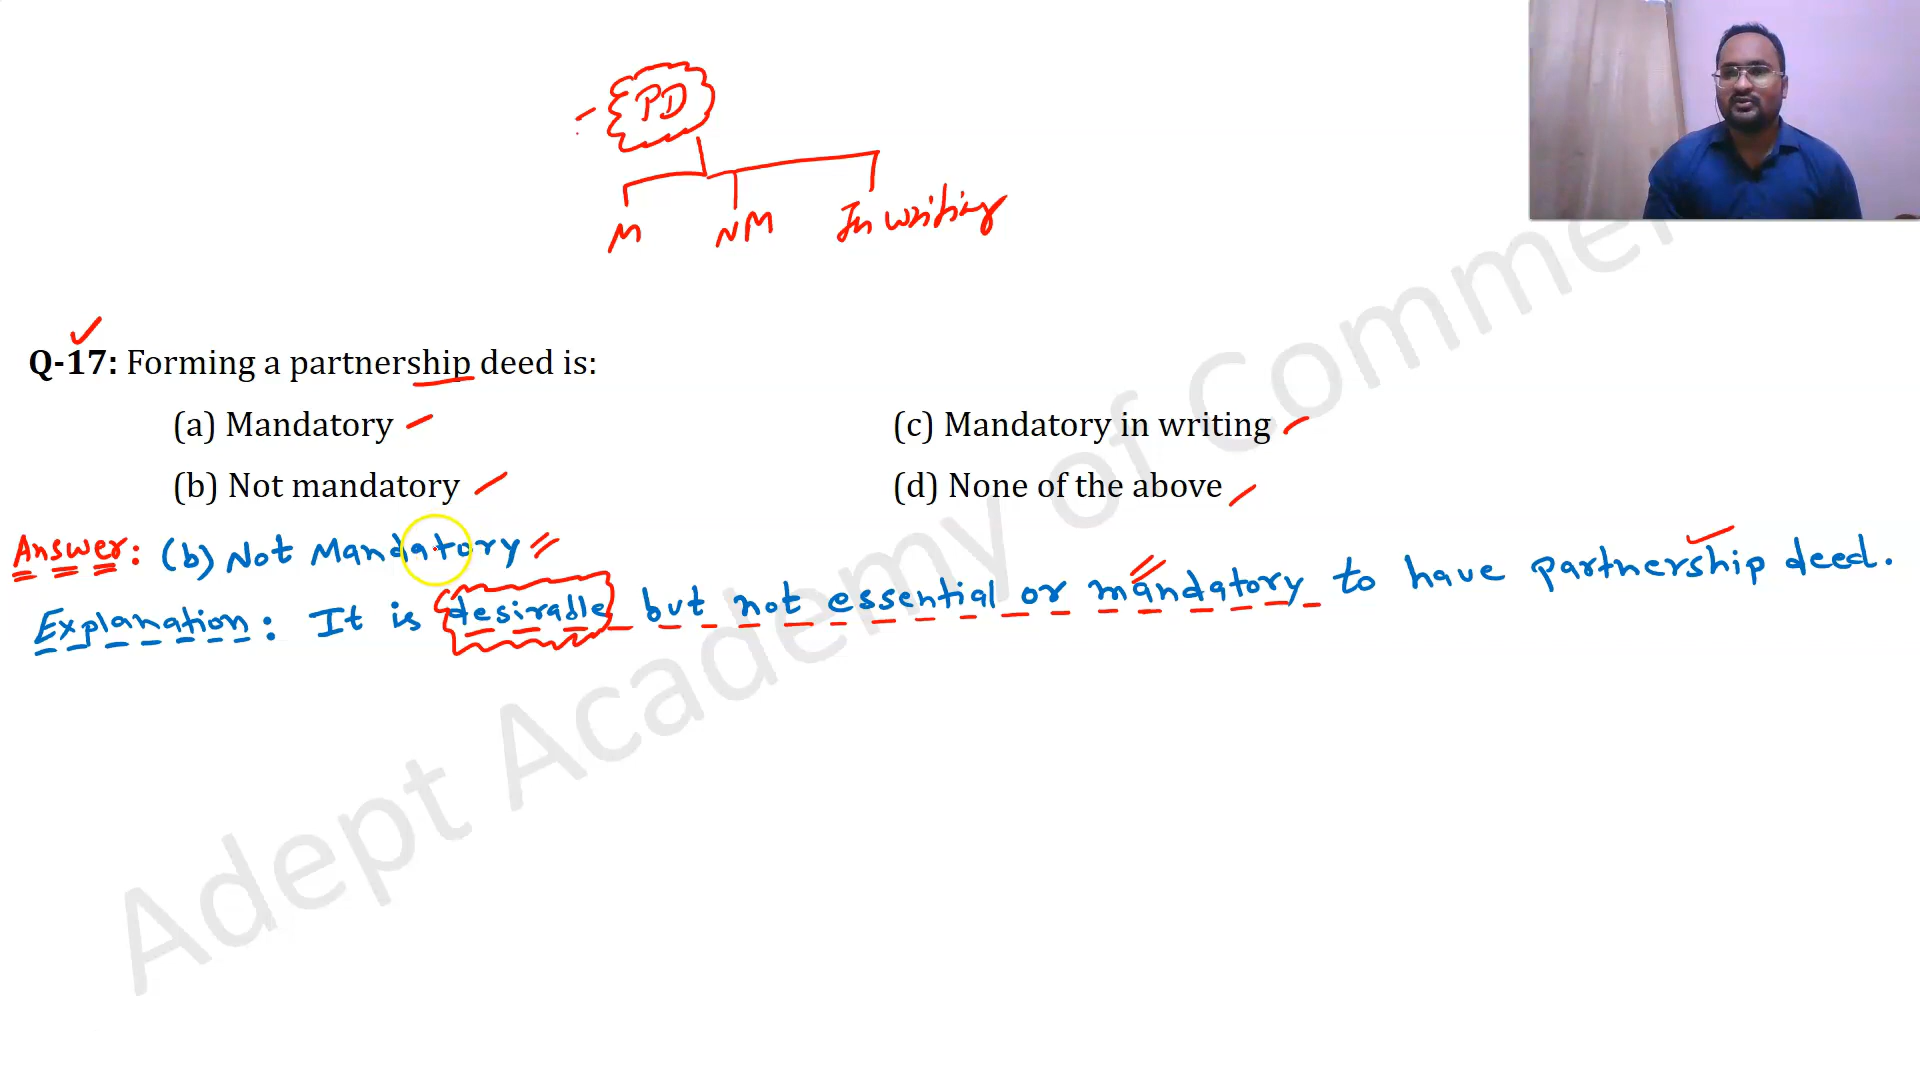 PD
M NM In writing
Q-17: Forming a partnership deed is:
(a) Mandatory (c) Mandatory in writing
(b) Not mandatory (d) None of the above
Answer: (b) Not Mandatory
Explanation: It is desirable but not essential or mandatory to have partnership deed.
Adept Academy of Commer